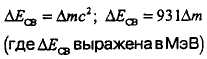 ΔE_св = Δmc²; ΔE_св = 931Δm
(где ΔE_св выражена в МэВ)